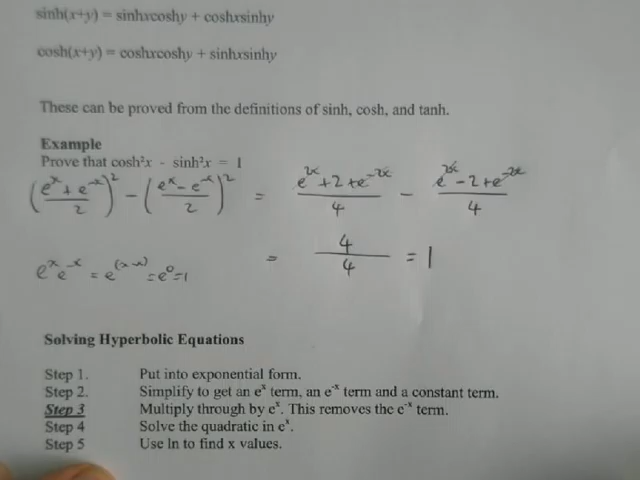 sinh(x+y) = sinhxcoshy + coshxsinhy
cosh(x+y) = coshxcoshy + sinhxsinhy
These can be proved from the definitions of sinh, cosh, and tanh.
Example
Prove that cosh²x - sinh²x = 1
((eˣ + e⁻ˣ)/2)² - ((eˣ - e⁻ˣ)/2)² = (e²ˣ + 2 + e⁻²ˣ)/4 - (e²ˣ - 2 + e⁻²ˣ)/4
eˣe⁻ˣ = e⁽ˣ⁻ˣ⁾ = e⁰ = 1 = 4/4 = 1
Solving Hyperbolic Equations
Step 1. Put into exponential form.
Step 2. Simplify to get an eˣ term, an e⁻ˣ term and a constant term.
Step 3 Multiply through by eˣ. This removes the e⁻ˣ term.
Step 4 Solve the quadratic in eˣ.
Step 5 Use ln to find x values.